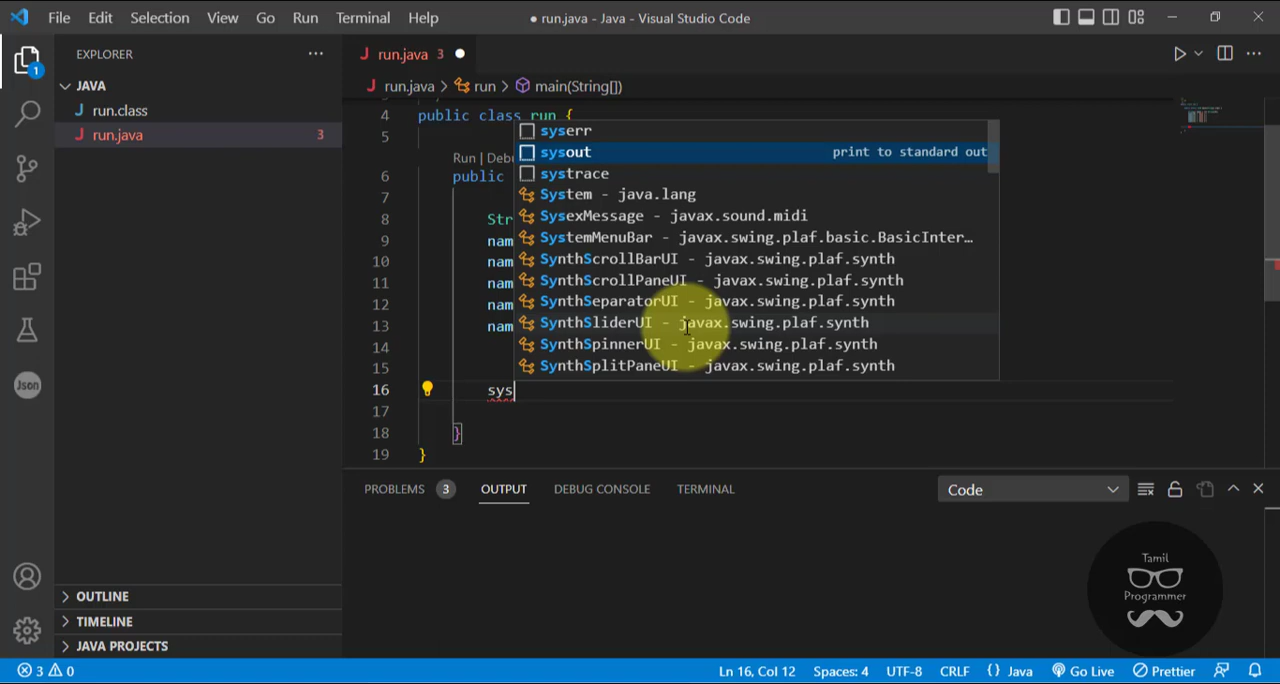 File Edit Selection View Go Run Terminal Help
● run.java - Java - Visual Studio Code
EXPLORER
1
JAVA
J run.class
J run.java 3
Json
OUTLINE
TIMELINE
JAVA PROJECTS
J run.java 3 ●
J run.java > run > main(String[])
4 public class run {
5
Run | Debu
6 public
7
8 Str
9 nam
10 nam
11 nam
12 nam
13 nam
14
15
16 sys
17
18 }
19 }
syserr
sysout print to standard out
systrace
System - java.lang
SysexMessage - javax.sound.midi
SystemMenuBar - javax.swing.plaf.basic.BasicInter…
SynthScrollBarUI - javax.swing.plaf.synth
SynthScrollPaneUI - javax.swing.plaf.synth
SynthSeparatorUI - javax.swing.plaf.synth
SynthSliderUI - javax.swing.plaf.synth
SynthSpinnerUI - javax.swing.plaf.synth
SynthSplitPaneUI - javax.swing.plaf.synth
PROBLEMS 3 OUTPUT DEBUG CONSOLE TERMINAL
Code
Tamil
Programmer
3 0 Ln 16, Col 12 Spaces: 4 UTF-8 CRLF {} Java Go Live Prettier